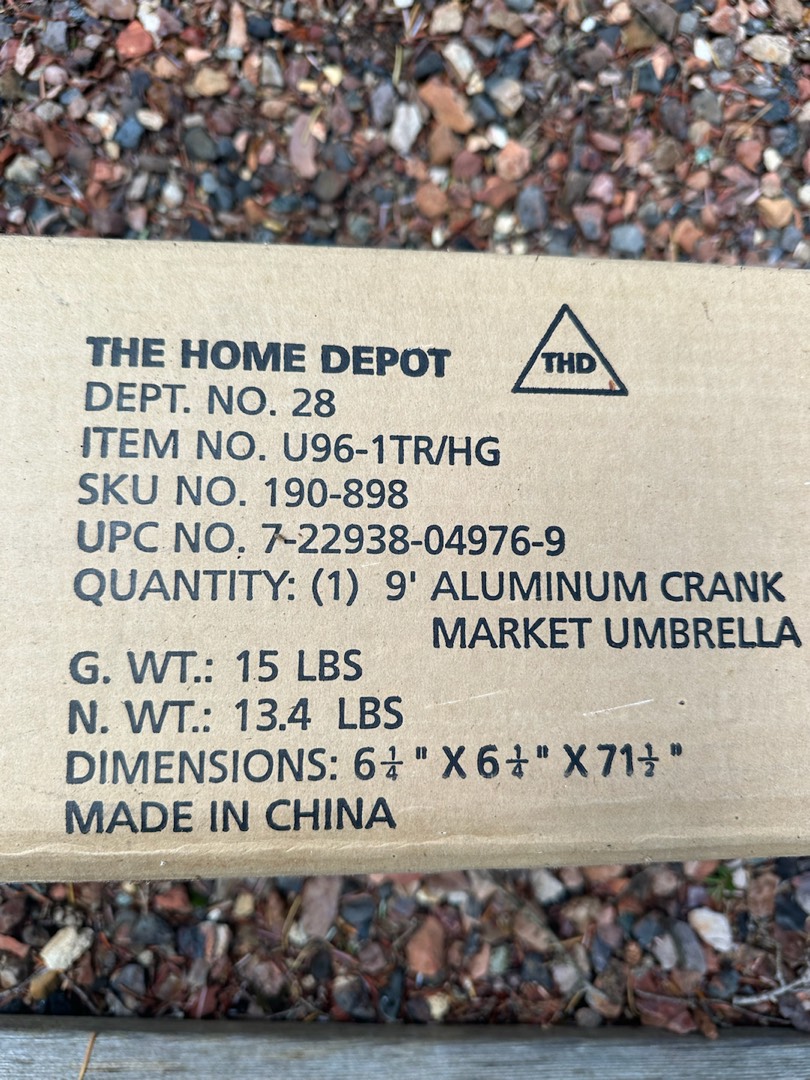 THE HOME DEPOT
THD
DEPT. NO. 28
ITEM NO. U96-1TR/HG
SKU NO. 190-898
UPC NO. 7-22938-04976-9
QUANTITY: (1) 9' ALUMINUM CRANK
MARKET UMBRELLA
G. WT.: 15 LBS
N. WT.: 13.4 LBS
DIMENSIONS: 6¼" X 6¼" X 71½"
MADE IN CHINA